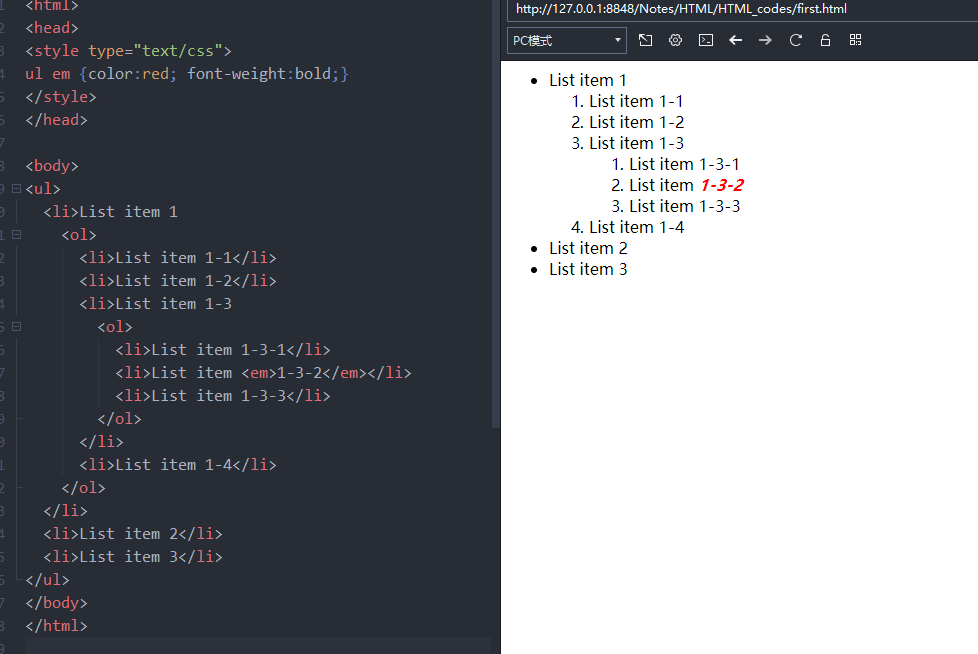 <html>
<head>
<style type="text/css">
ul em {color:red; font-weight:bold;}
</style>
</head>
<body>
<ul>
<li>List item 1
<ol>
<li>List item 1-1</li>
<li>List item 1-2</li>
<li>List item 1-3
<ol>
<li>List item 1-3-1</li>
<li>List item <em>1-3-2</em></li>
<li>List item 1-3-3</li>
</ol>
</li>
<li>List item 1-4</li>
</ol>
</li>
<li>List item 2</li>
<li>List item 3</li>
</ul>
</body>
</html>
http://127.0.0.1:8848/Notes/HTML/HTML_codes/first.html
PC模式
• List item 1
1. List item 1-1
2. List item 1-2
3. List item 1-3
1. List item 1-3-1
2. List item 1-3-2
3. List item 1-3-3
4. List item 1-4
• List item 2
• List item 3